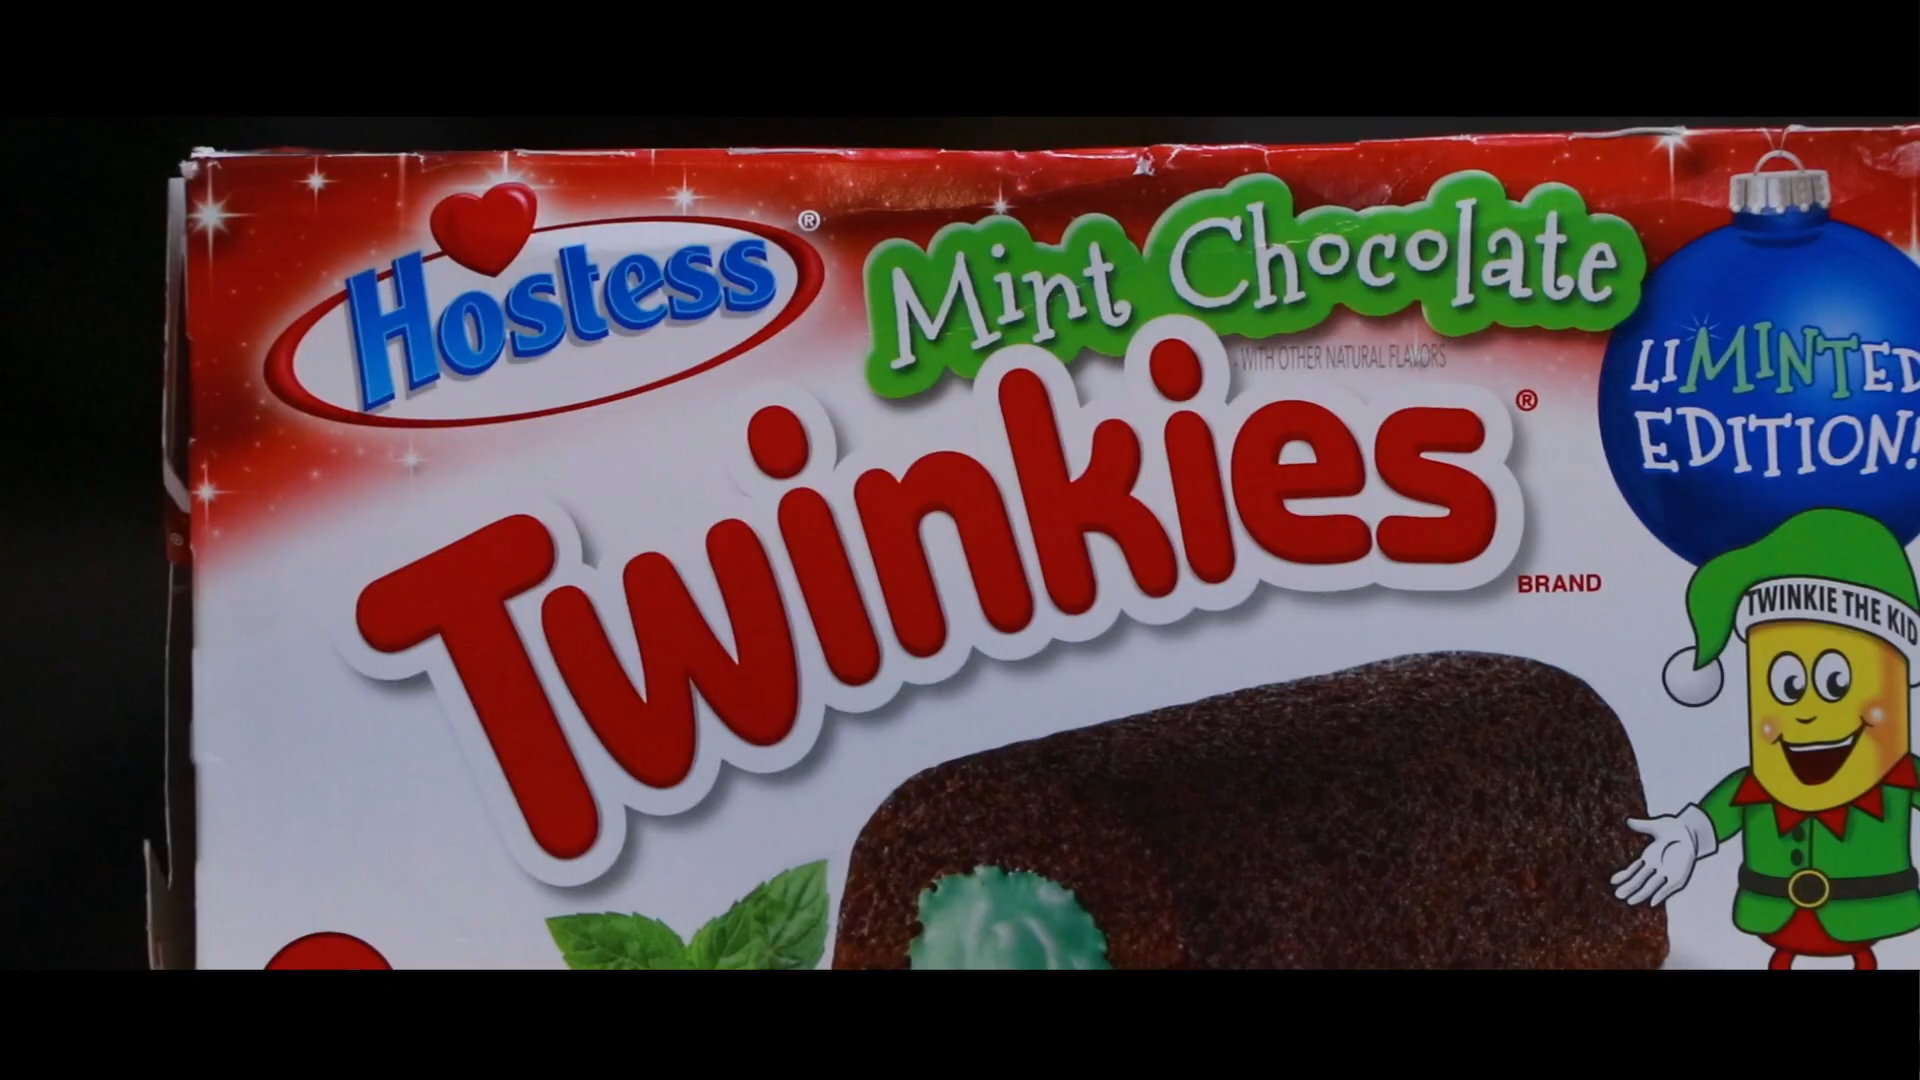 Hostess®
Mint Chocolate
WITH OTHER NATURAL FLAVORS
Twinkies®
BRAND
LIMINTED
EDITION!
TWINKIE THE KID